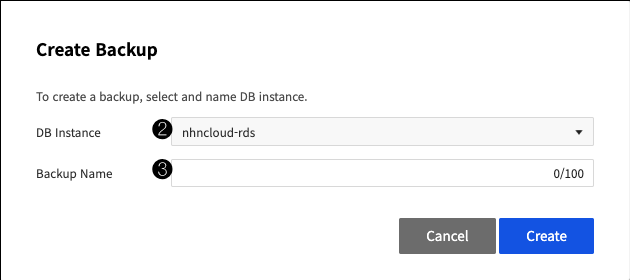 Create Backup
To create a backup, select and name DB instance.
DB Instance ❷ nhncloud-rds
Backup Name ❸ 0/100
Cancel Create